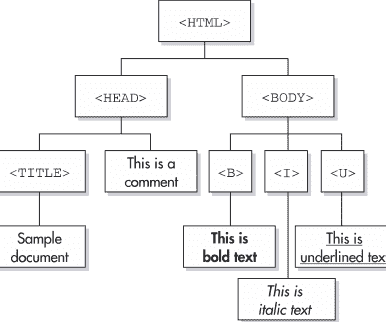 <HTML>
<HEAD>
<BODY>
<TITLE>
This is a
comment
<B>
<I>
<U>
Sample
document
This is
bold text
This is
underlined text
This is
italic text